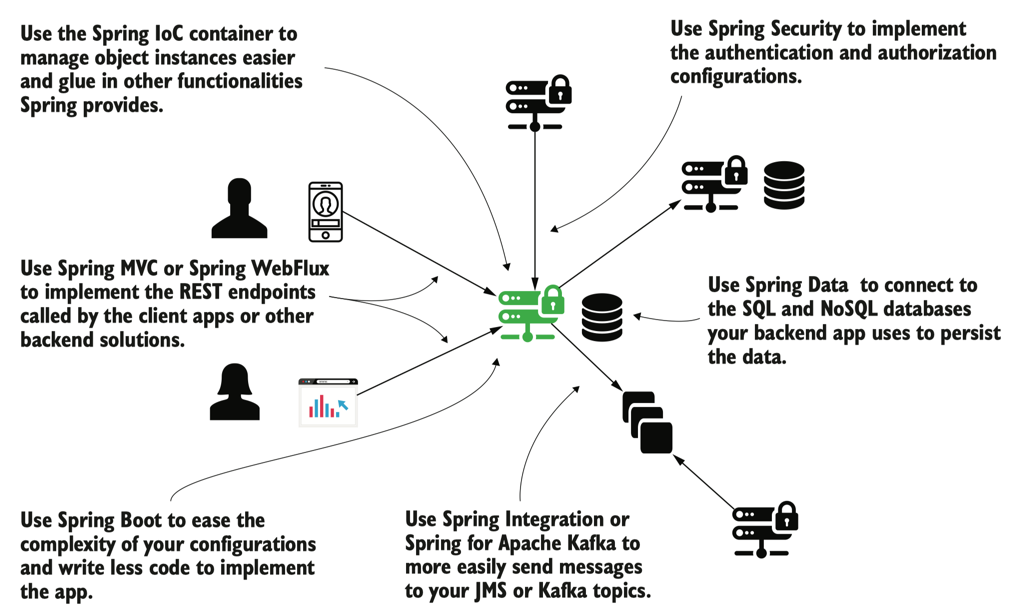 Use the Spring IoC container to
manage object instances easier
and glue in other functionalities
Spring provides.
Use Spring Security to implement
the authentication and authorization
configurations.
Use Spring MVC or Spring WebFlux
to implement the REST endpoints
called by the client apps or other
backend solutions.
Use Spring Data to connect to
the SQL and NoSQL databases
your backend app uses to persist
the data.
Use Spring Boot to ease the
complexity of your configurations
and write less code to implement
the app.
Use Spring Integration or
Spring for Apache Kafka to
more easily send messages
to your JMS or Kafka topics.